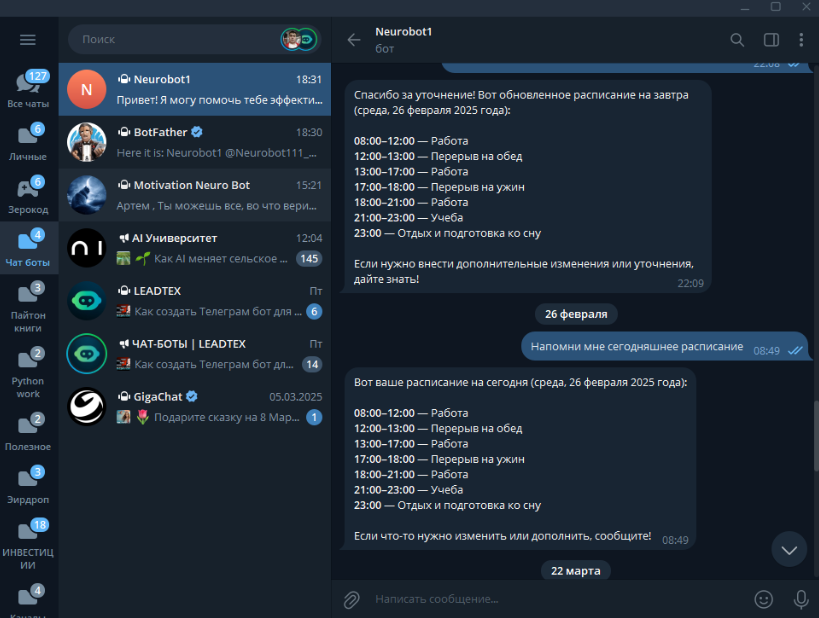 127
Все чаты
6
Личные
6
Зерокод
4
Чат боты
3
Пайтон
книги
2
Python
work
2
Полезное
3
Эирдроп
18
ИНВЕСТИЦ
ИИ
4
Каналы
Поиск
N
Neurobot1 18:31
Привет! Я могу помочь тебе эффекти...
BotFather 18:30
Here it is: Neurobot1 @Neurobot111_...
Motivation Neuro Bot 15:21
Артем , Ты можешь все, во что вери...
AI Университет 12:04
Как AI меняет сельское ... 145
LEADTEX Пт
Как создать Телеграм бот для ... 6
ЧАТ-БОТЫ | LEADTEX Пт
Как создать Телеграм бот дл... 14
GigaChat 05.03.2025
Подарите сказку на 8 Мар... 1
Neurobot1
бот
22:08
Спасибо за уточнение! Вот обновленное расписание на завтра
(среда, 26 февраля 2025 года):
08:00–12:00 — Работа
12:00–13:00 — Перерыв на обед
13:00–17:00 — Работа
17:00–18:00 — Перерыв на ужин
18:00–21:00 — Работа
21:00–23:00 — Учеба
23:00 — Отдых и подготовка ко сну
Если нужно внести дополнительные изменения или уточнения,
дайте знать! 22:09
26 февраля
Напомни мне сегодняшнее расписание 08:49
Вот ваше расписание на сегодня (среда, 26 февраля 2025 года):
08:00–12:00 — Работа
12:00–13:00 — Перерыв на обед
13:00–17:00 — Работа
17:00–18:00 — Перерыв на ужин
18:00–21:00 — Работа
21:00–23:00 — Учеба
23:00 — Отдых и подготовка ко сну
Если что-то нужно изменить или дополнить, сообщите! 08:49
22 марта
Написать сообщение...